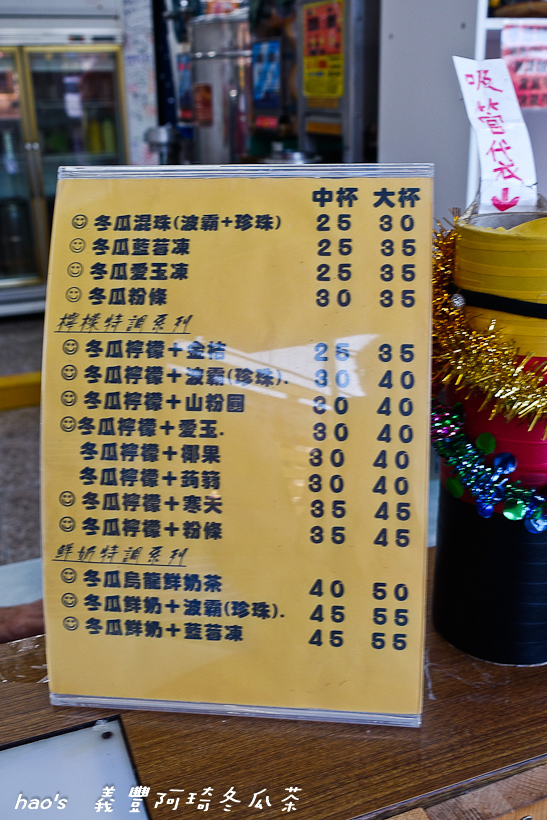 吸管代衣
中杯 大杯
冬瓜混珠(波霸+珍珠) 25 30
冬瓜藍莓凍 25 35
冬瓜愛玉凍 25 35
冬瓜粉條 30 35
檸檬特調系列
冬瓜檸檬+金桔 25 35
冬瓜檸檬+波霸(珍珠). 30 40
冬瓜檸檬+山粉圓 30 40
冬瓜檸檬+愛玉. 30 40
冬瓜檸檬+椰果 30 40
冬瓜檸檬+蒟蒻 30 40
冬瓜檸檬+寒天 35 45
冬瓜檸檬+粉條 35 45
鮮奶特調系列
冬瓜烏龍鮮奶茶 40 50
冬瓜鮮奶+波霸(珍珠). 45 55
冬瓜鮮奶+藍莓凍 45 55
hao's 義豐阿琦冬瓜茶